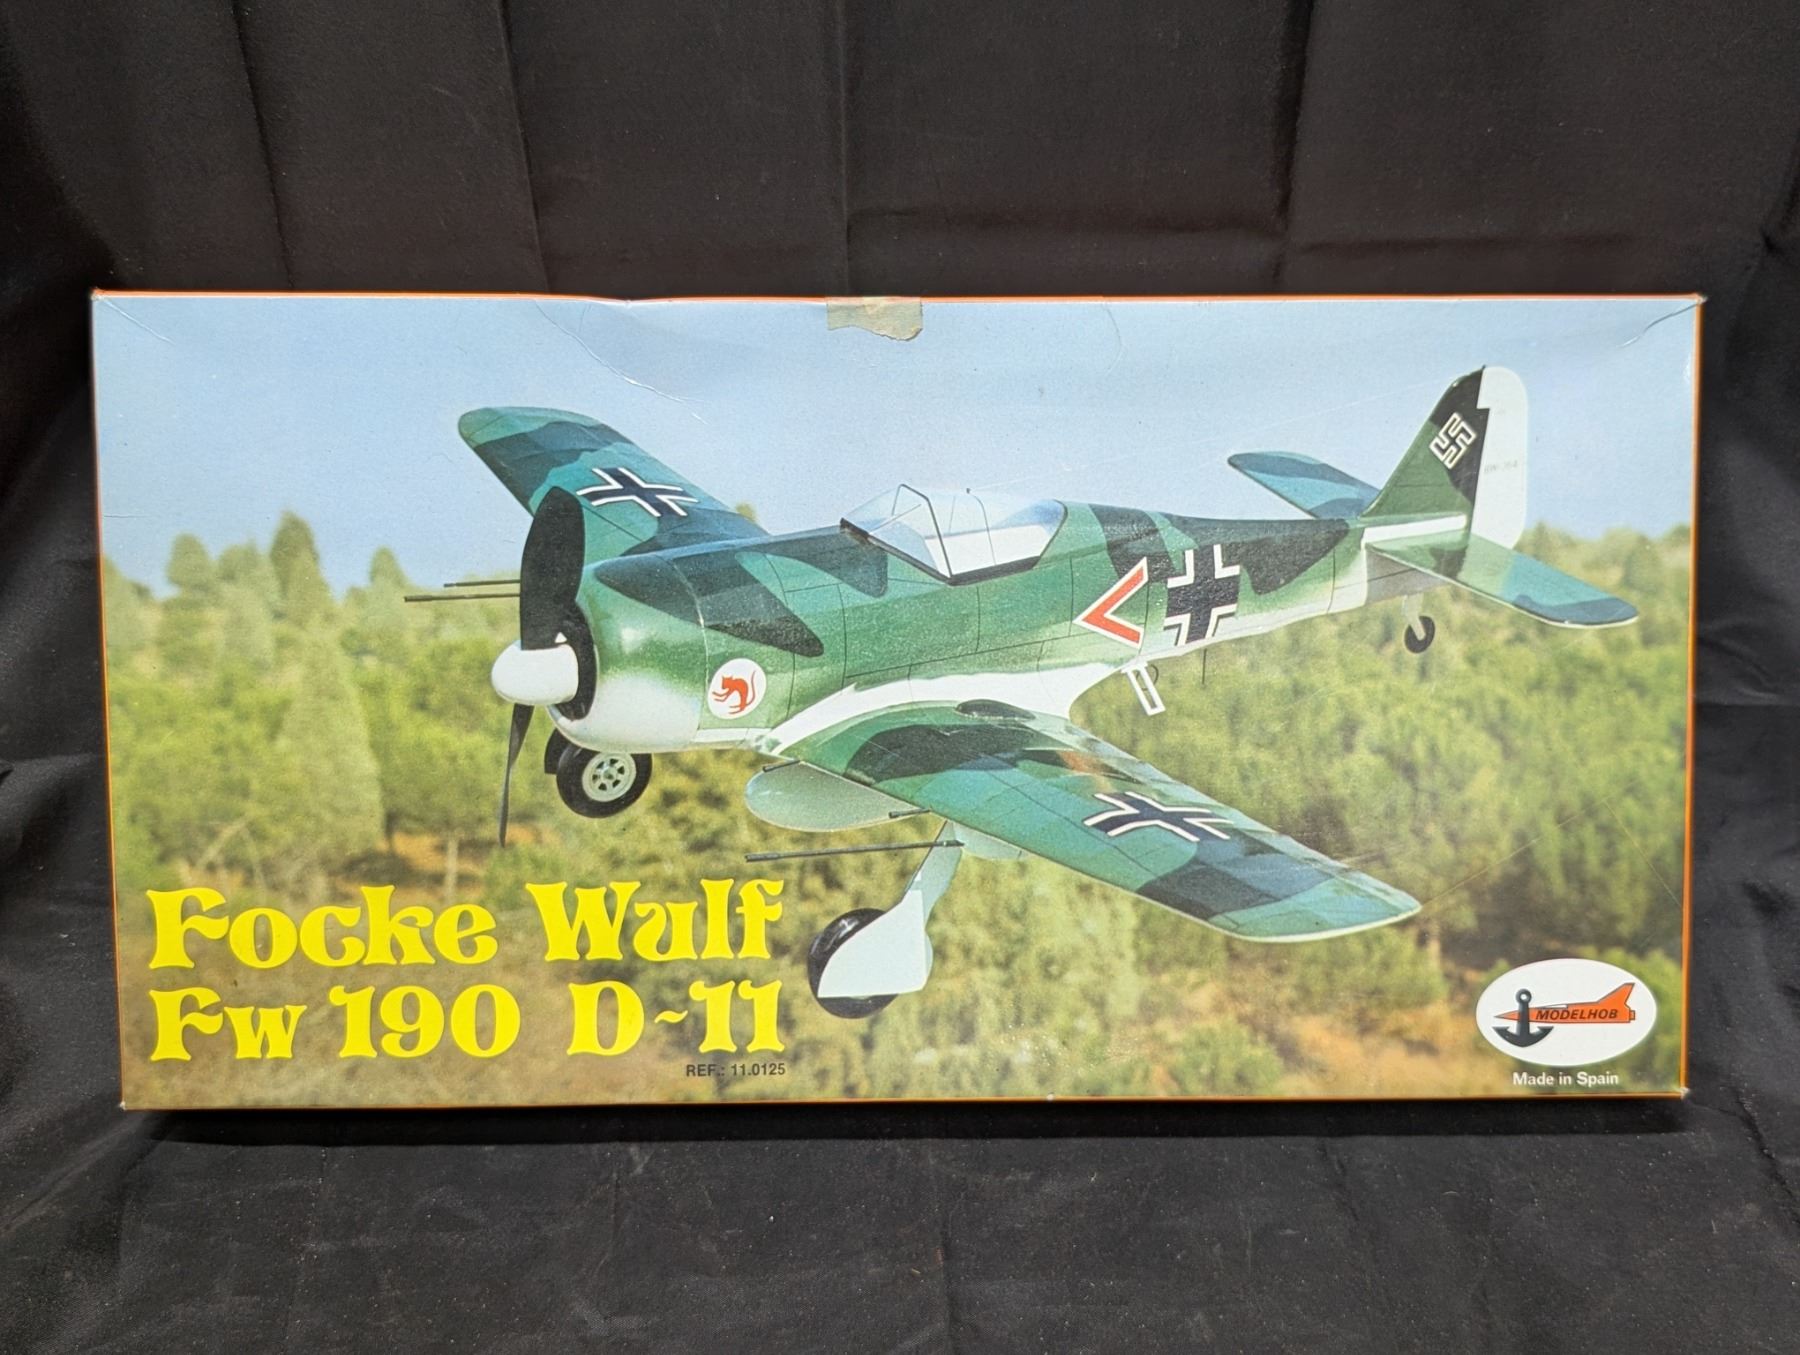 Focke Wulf
Fw 190 D-11
REF.: 11.0125
MODELHOB
Made in Spain